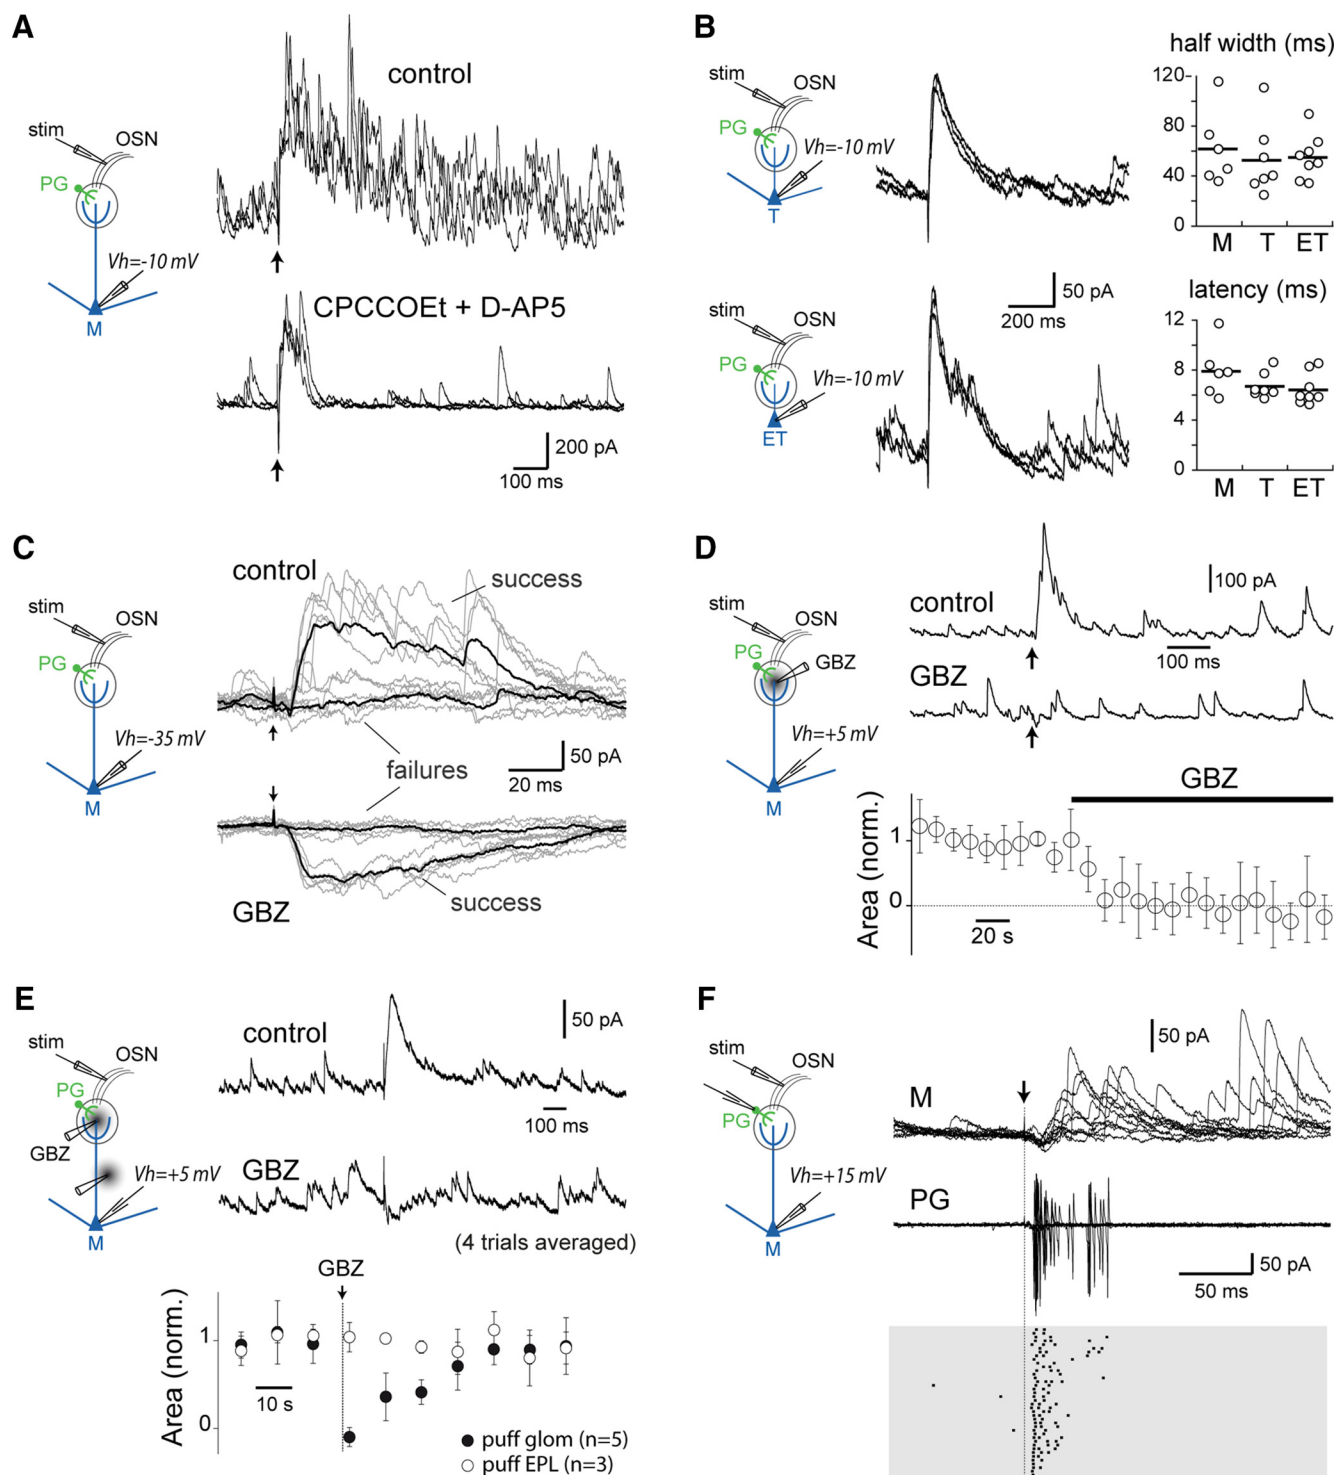 A
control
stim
OSN
PG
Vh=-10 mV
M
CPCCOEt + D-AP5
200 pA
100 ms
B
half width (ms)
stim
OSN
PG
Vh=-10 mV
T
120
80
40
0
M T ET
50 pA
200 ms
latency (ms)
stim
OSN
PG
Vh=-10 mV
ET
12
8
4
0
M T ET
C
control
success
stim
OSN
PG
Vh=-35 mV
M
failures
50 pA
20 ms
GBZ
success
D
control
100 pA
100 ms
stim
OSN
PG
GBZ
GBZ
Vh=+5 mV
M
GBZ
Area (norm.)
1
0
20 s
E
control
50 pA
stim
OSN
PG
100 ms
GBZ
GBZ
Vh=+5 mV
M
(4 trials averaged)
GBZ
Area (norm.)
1
0
10 s
puff glom (n=5)
puff EPL (n=3)
F
50 pA
stim
OSN
PG
M
Vh=+15 mV
M
PG
50 pA
50 ms